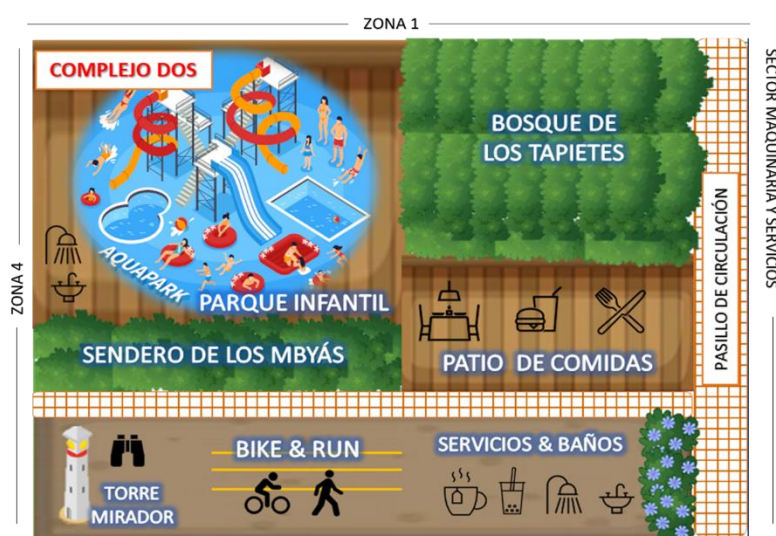 ZONA 1
COMPLEJO DOS
BOSQUE DE
LOS TAPIETES
SECTOR MAQUINARIA Y SERVICIOS
ZONA 4
PASILLO DE CIRCULACIÓN
AQUAPARK
PARQUE INFANTIL
SENDERO DE LOS MBYÁS
PATIO DE COMIDAS
BIKE & RUN
SERVICIOS & BAÑOS
TORRE
MIRADOR